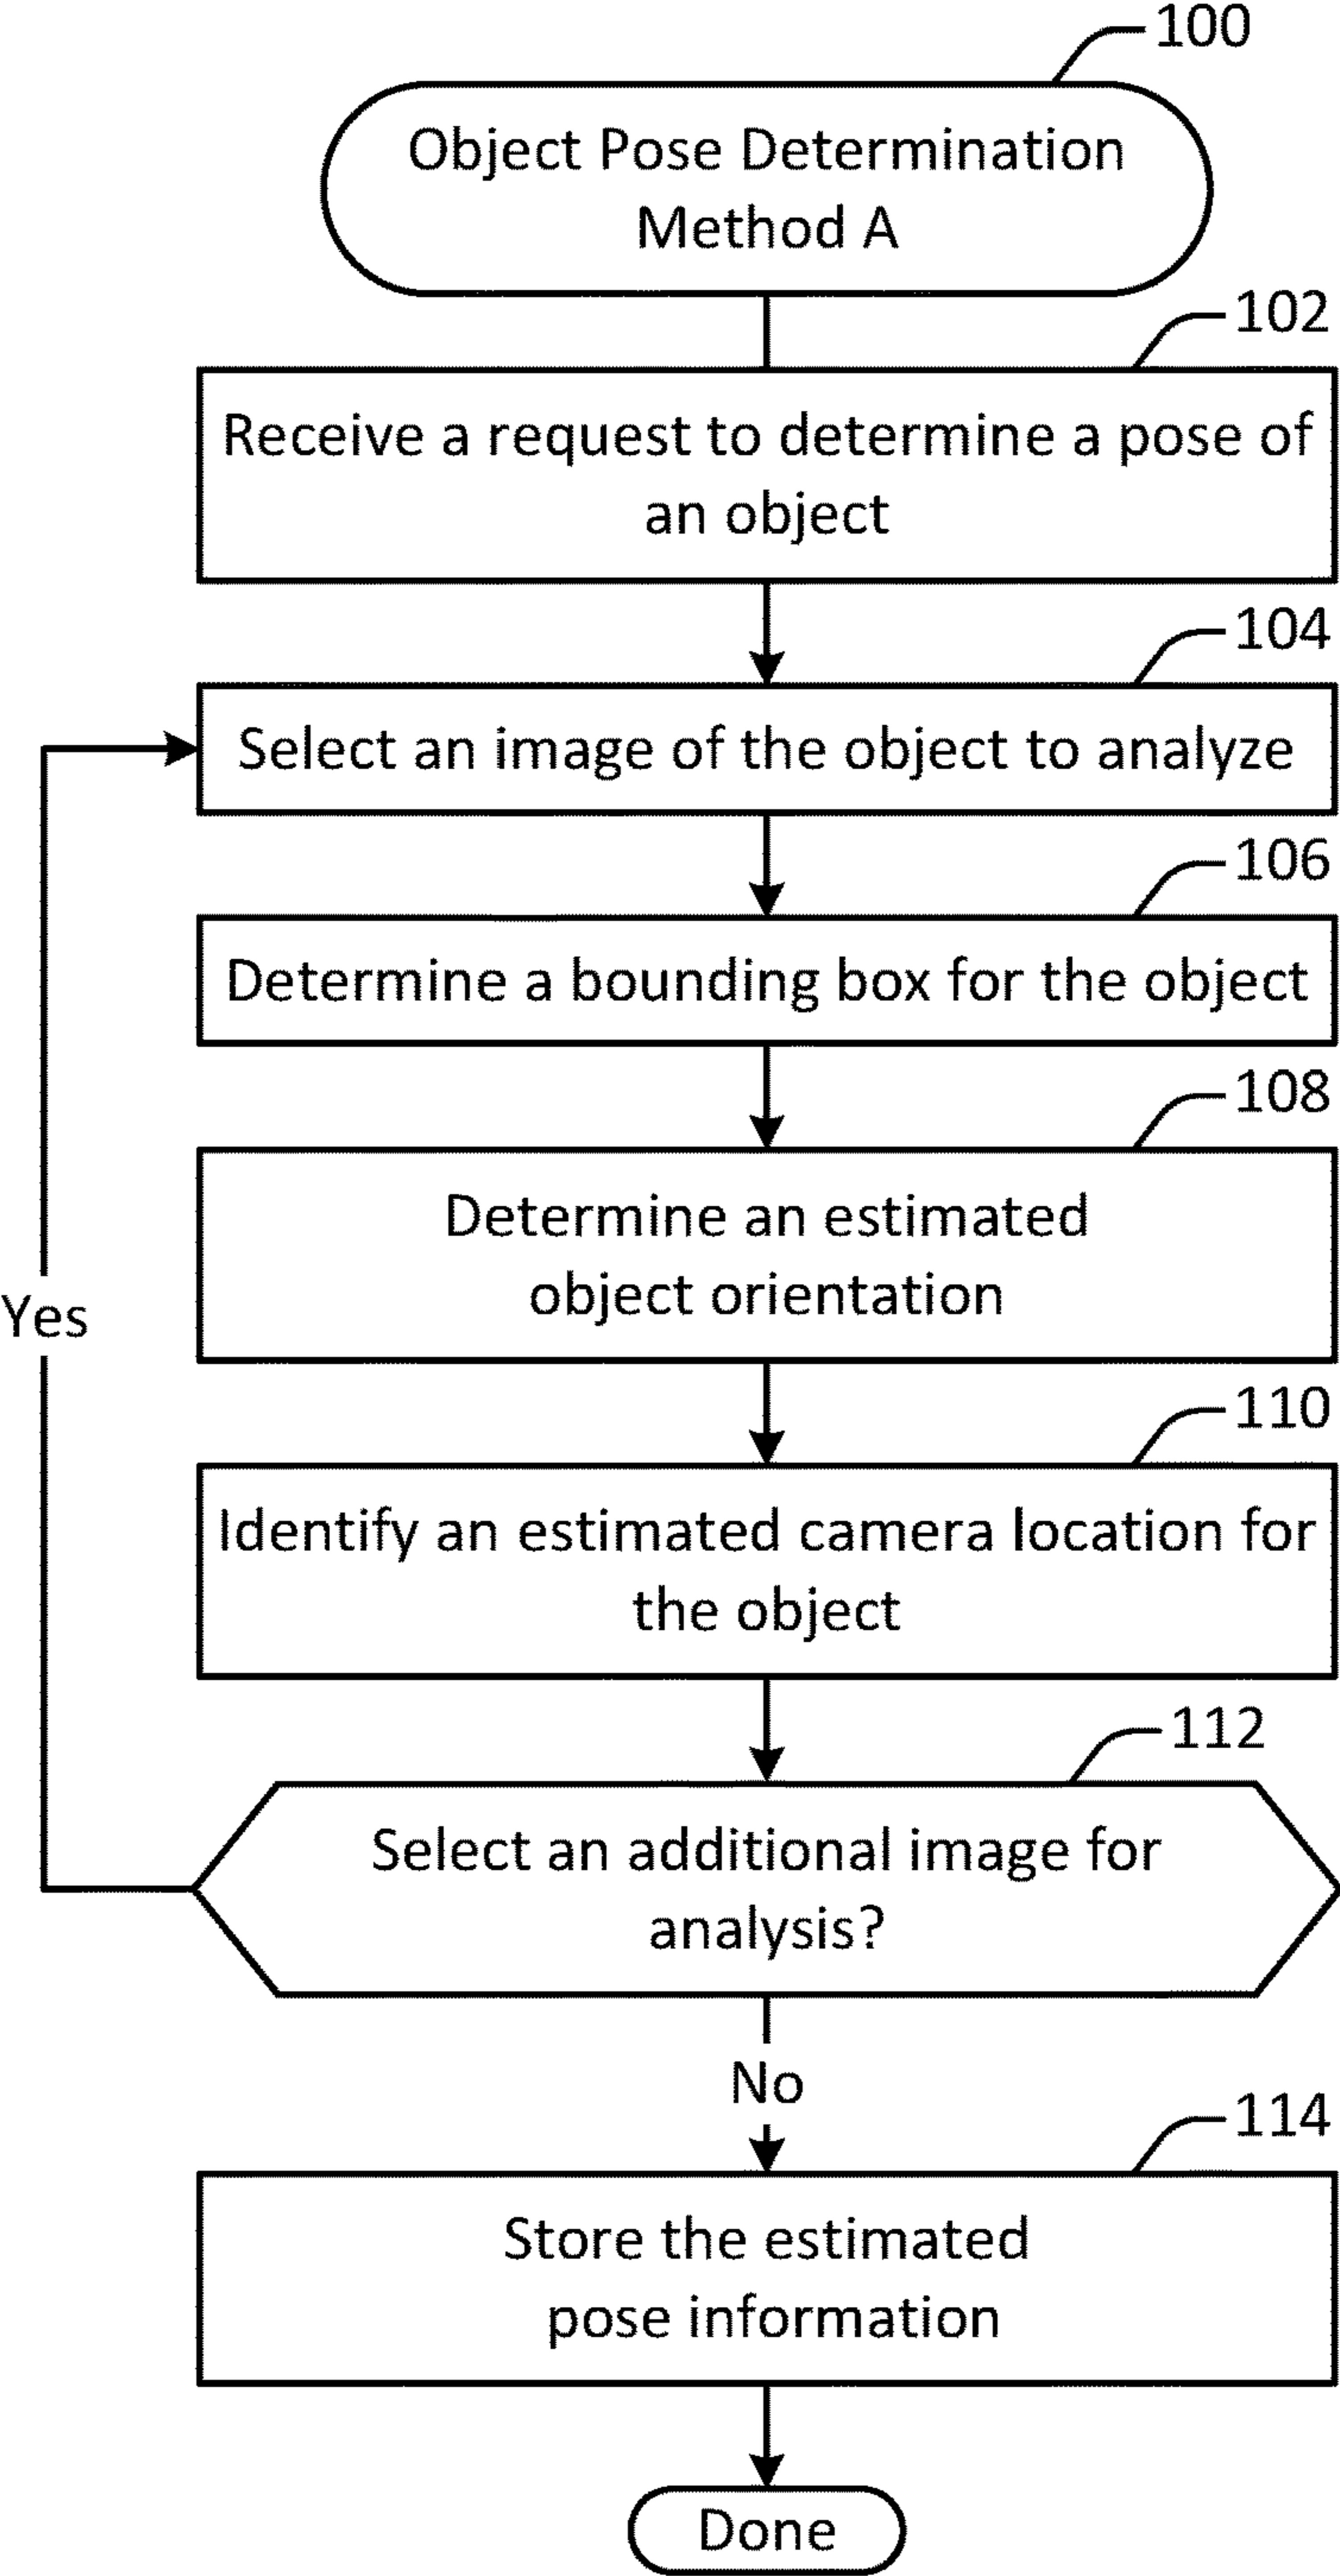 100
Object Pose Determination
Method A
102
Receive a request to determine a pose of
an object
104
Select an image of the object to analyze
106
Determine a bounding box for the object
108
Determine an estimated
object orientation
Yes
110
Identify an estimated camera location for
the object
112
Select an additional image for
analysis?
No
114
Store the estimated
pose information
Done